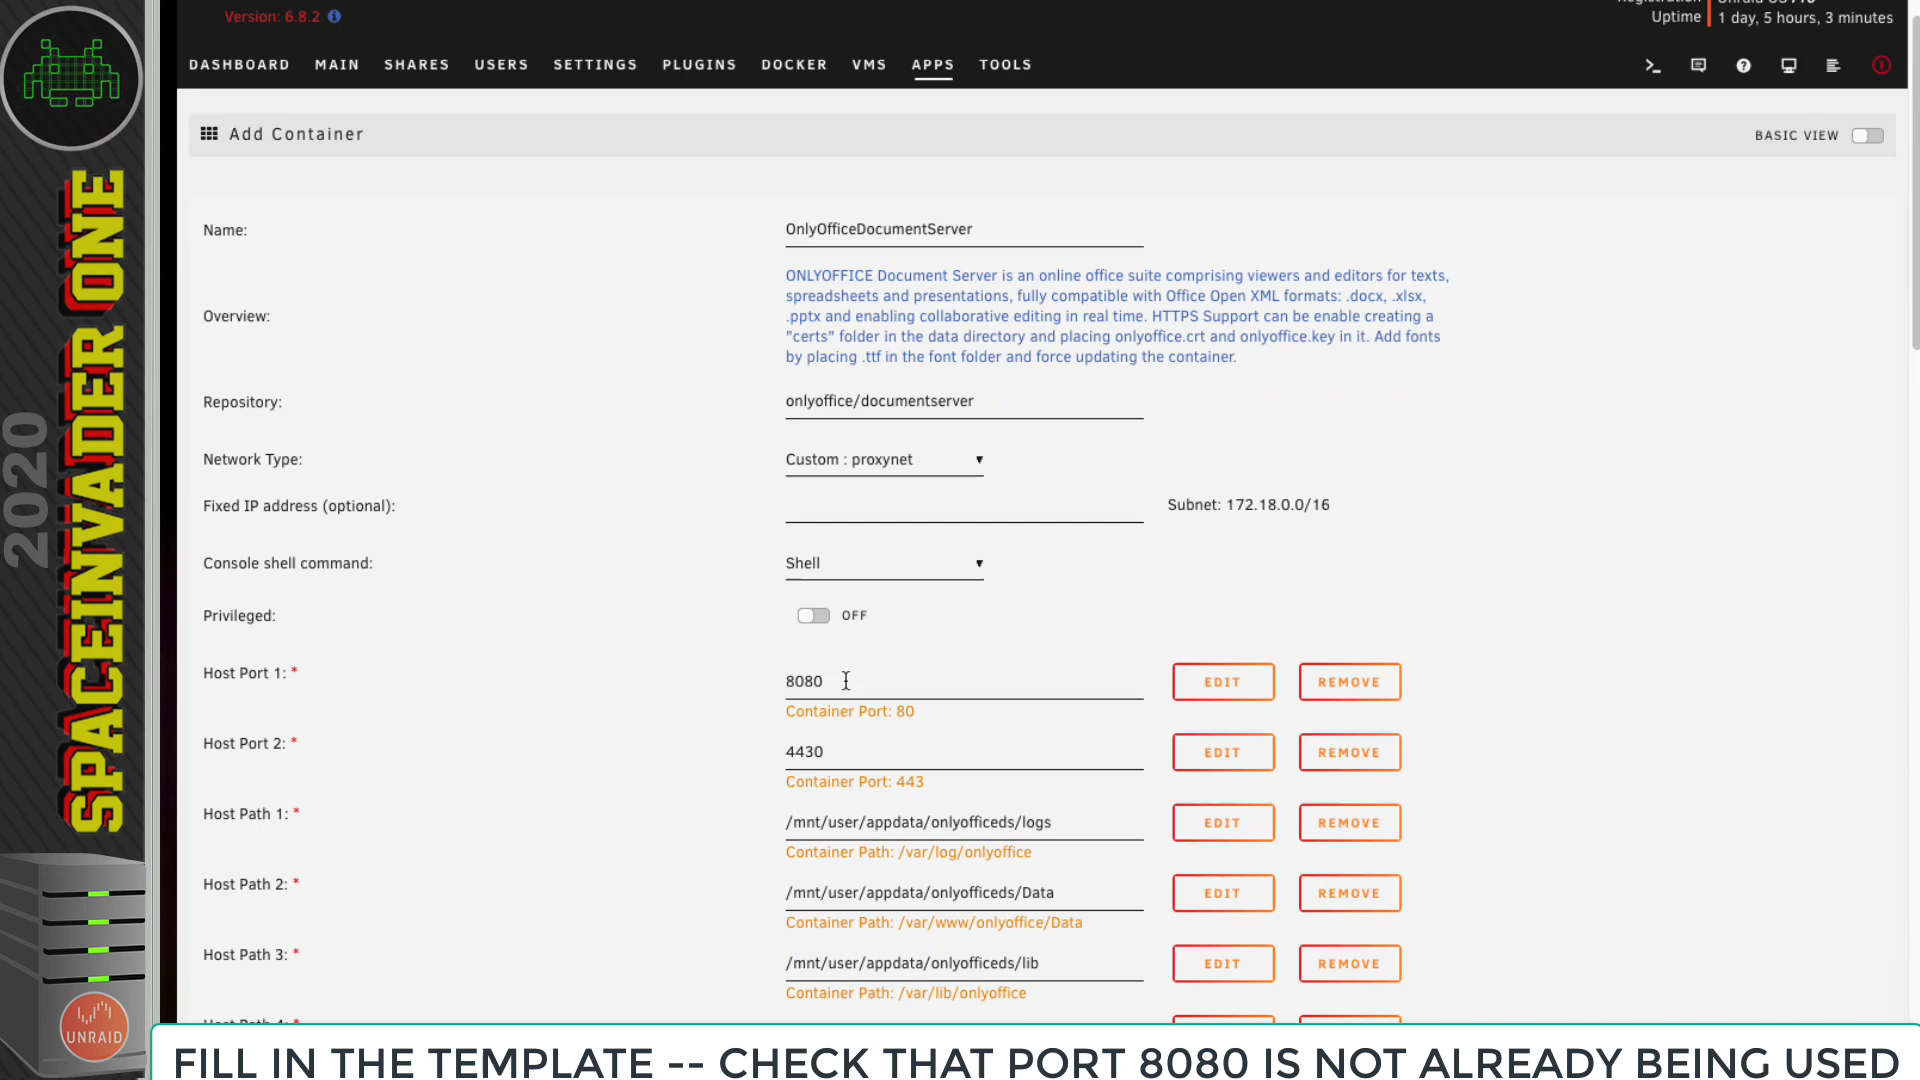 Version: 6.8.2
Uptime
1 day, 5 hours, 3 minutes
DASHBOARD MAIN SHARES USERS SETTINGS PLUGINS DOCKER VMS APPS TOOLS
Add Container
BASIC VIEW
Name:
OnlyOfficeDocumentServer
Overview:
ONLYOFFICE Document Server is an online office suite comprising viewers and editors for texts,
spreadsheets and presentations, fully compatible with Office Open XML formats: .docx, .xlsx,
.pptx and enabling collaborative editing in real time. HTTPS Support can be enable creating a
"certs" folder in the data directory and placing onlyoffice.crt and onlyoffice.key in it. Add fonts
by placing .ttf in the font folder and force updating the container.
Repository:
onlyoffice/documentserver
Network Type:
Custom : proxynet
Fixed IP address (optional):
Subnet: 172.18.0.0/16
Console shell command:
Shell
Privileged:
OFF
Host Port 1: *
8080
EDIT REMOVE
Container Port: 80
Host Port 2: *
4430
EDIT REMOVE
Container Port: 443
Host Path 1: *
/mnt/user/appdata/onlyofficeds/logs
EDIT REMOVE
Container Path: /var/log/onlyoffice
Host Path 2: *
/mnt/user/appdata/onlyofficeds/Data
EDIT REMOVE
Container Path: /var/www/onlyoffice/Data
Host Path 3: *
/mnt/user/appdata/onlyofficeds/lib
EDIT REMOVE
Container Path: /var/lib/onlyoffice
2020
SPACEINVADER ONE
UNRAID
FILL IN THE TEMPLATE -- CHECK THAT PORT 8080 IS NOT ALREADY BEING USED